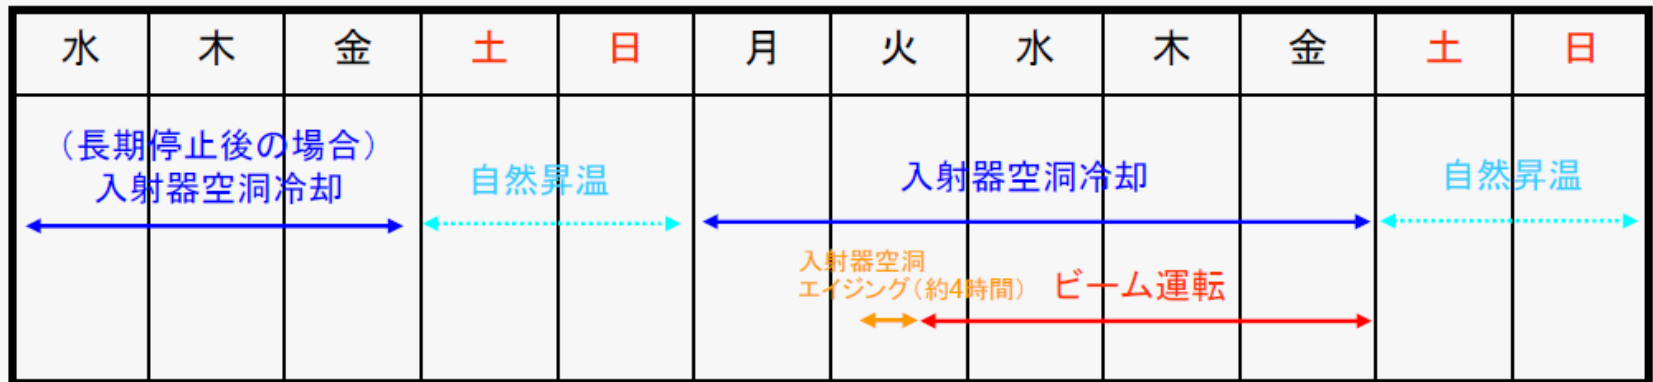 水 木 金 土 日 月 火 水 木 金 土 日
（長期停止後の場合）
入射器空洞冷却
自然昇温
入射器空洞冷却
自然昇温
入射器空洞
エイジング（約4時間）
ビーム運転